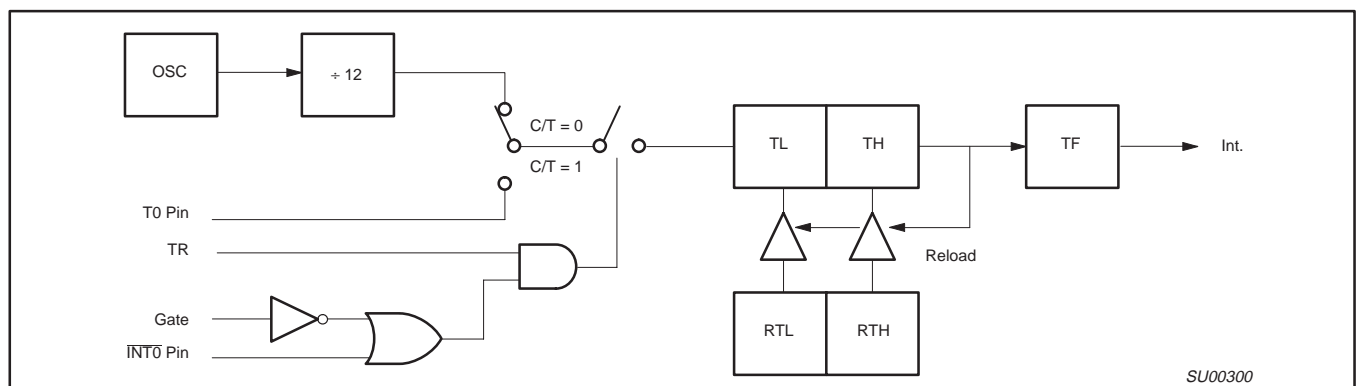 OSC
÷ 12
C/T = 0
C/T = 1
TL
TH
TF
Int.
T0 Pin
TR
Reload
Gate
INT0 Pin
RTL
RTH
SU00300